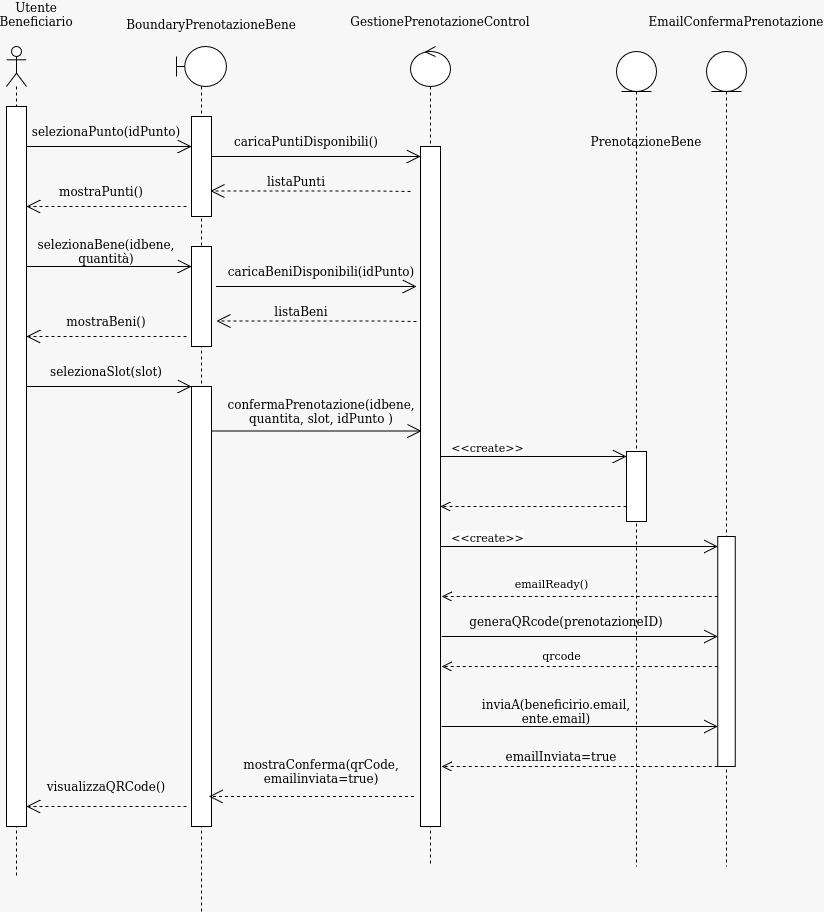 Utente
Beneficiario
BoundaryPrenotazioneBene
GestionePrenotazioneControl
EmailConfermaPrenotazione
selezionaPunto(idPunto)
caricaPuntiDisponibili()
PrenotazioneBene
listaPunti
mostraPunti()
selezionaBene(idbene,
quantità)
caricaBeniDisponibili(idPunto)
listaBeni
mostraBeni()
selezionaSlot(slot)
confermaPrenotazione(idbene,
quantita, slot, idPunto )
<<create>>
<<create>>
emailReady()
generaQRcode(prenotazioneID)
qrcode
inviaA(beneficirio.email,
ente.email)
emailInviata=true
mostraConferma(qrCode,
emailinviata=true)
visualizzaQRCode()